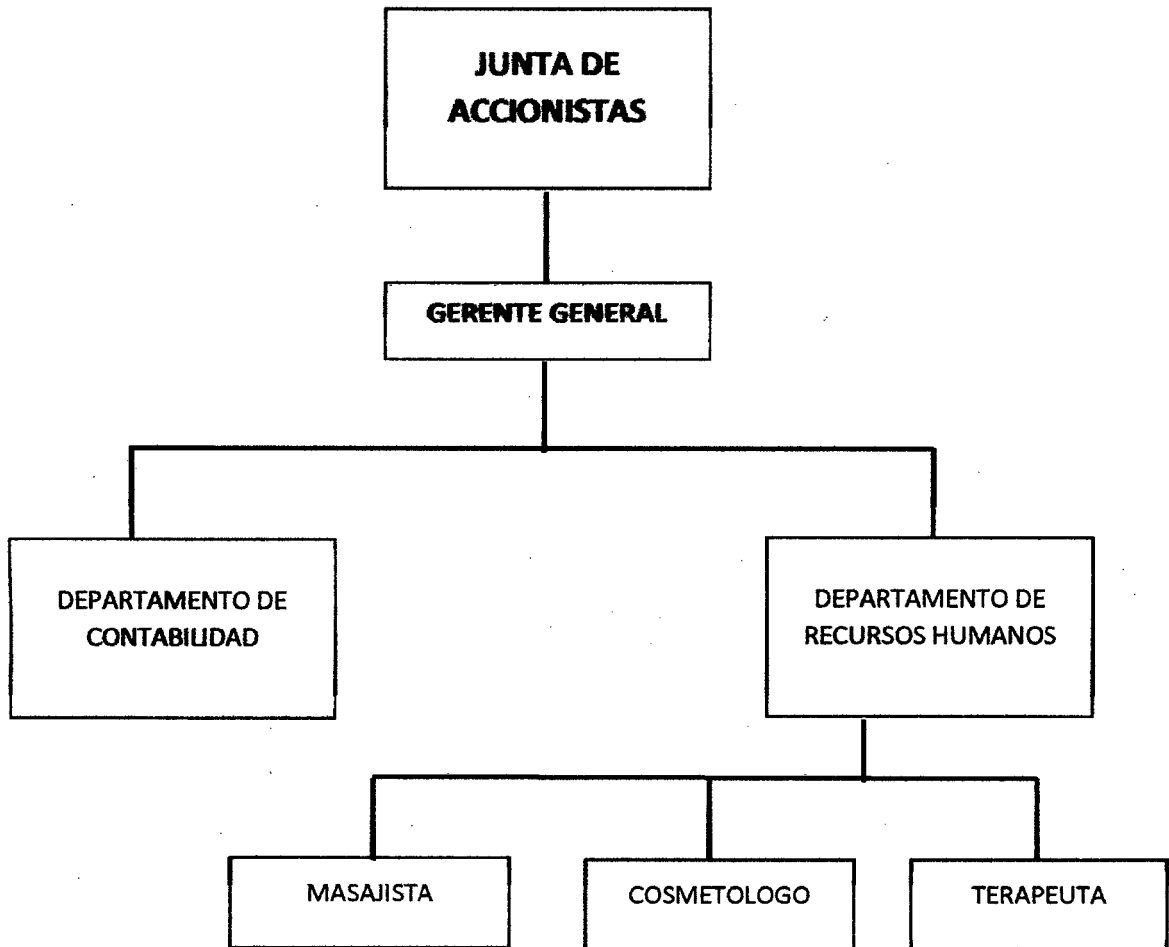 JUNTA DE
ACCIONISTAS
GERENTE GENERAL
DEPARTAMENTO DE
CONTABILIDAD
DEPARTAMENTO DE
RECURSOS HUMANOS
MASAJISTA
COSMETOLOGO
TERAPEUTA